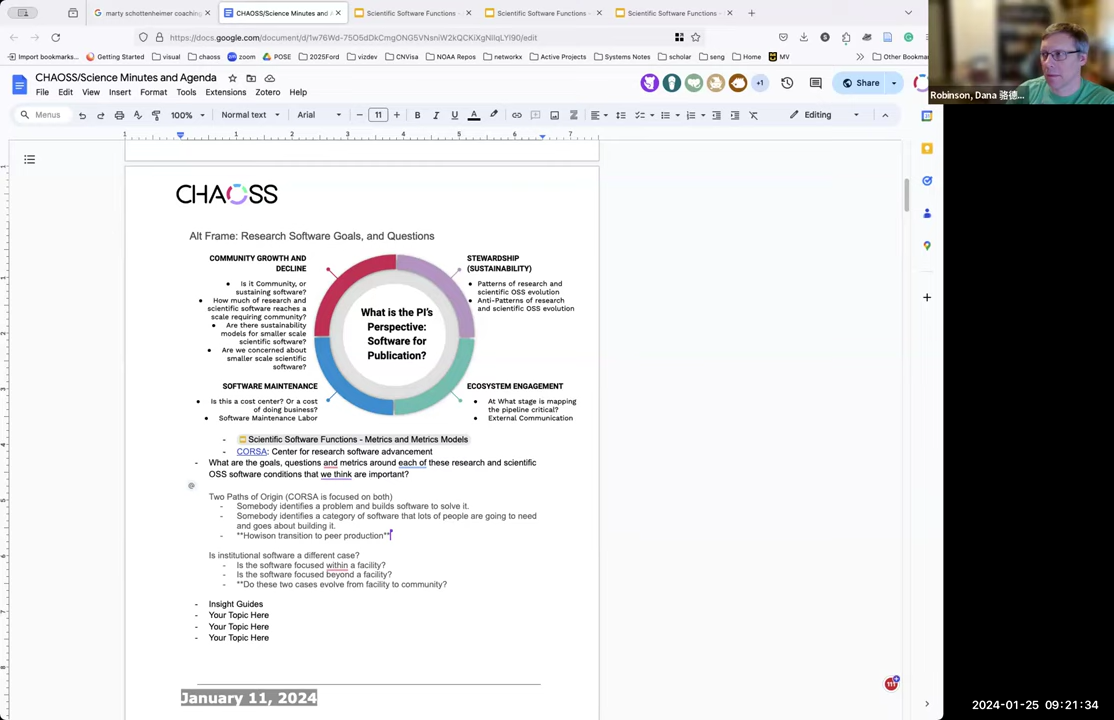 marty schottenheimer coaching
CHAOSS/Science Minutes and A
Scientific Software Functions -
Scientific Software Functions -
Scientific Software Functions -
https://docs.google.com/document/d/1w76Wd-75O5dDkCmgONG5VNsniW2kQCKiXgNllqLYl90/edit
Import bookmarks...
Getting Started
visual
chaoss
zoom
POSE
2025Ford
vizdev
CNVisa
NOAA Repos
networkx
Active Projects
Systems Notes
scholar
seng
Home
MV
Other Bookmar
CHAOSS/Science Minutes and Agenda
File Edit View Insert Format Tools Extensions Zotero Help
+1
Share
Menus
100%
Normal text
Arial
11
B I U A
Editing
1 1 2 3 4 5 6 7
CHAOSS
Alt Frame: Research Software Goals, and Questions
COMMUNITY GROWTH AND
DECLINE
Is it Community, or
sustaining software?
How much of research and
scientific software reaches a
scale requiring community?
Are there sustainability
models for smaller scale
scientific software?
Are we concerned about
smaller scale scientific
software?
STEWARDSHIP
(SUSTAINABILITY)
Patterns of research and
scientific OSS evolution
Anti-Patterns of research
and scientific OSS evolution
What is the PI's
Perspective:
Software for
Publication?
SOFTWARE MAINTENANCE
Is this a cost center? Or a cost
of doing business?
Software Maintenance Labor
ECOSYSTEM ENGAGEMENT
At What stage is mapping
the pipeline critical?
External Communication
- Scientific Software Functions - Metrics and Metrics Models
- CORSA: Center for research software advancement
- What are the goals, questions and metrics around each of these research and scientific
OSS software conditions that we think are important?
Two Paths of Origin (CORSA is focused on both)
- Somebody identifies a problem and builds software to solve it.
- Somebody identifies a category of software that lots of people are going to need
and goes about building it.
- **Howison transition to peer production**
Is institutional software a different case?
- Is the software focused within a facility?
- Is the software focused beyond a facility?
- **Do these two cases evolve from facility to community?
- Insight Guides
- Your Topic Here
- Your Topic Here
- Your Topic Here
January 11, 2024
Robinson, Dana 骆德...
2024-01-25 09:21:34